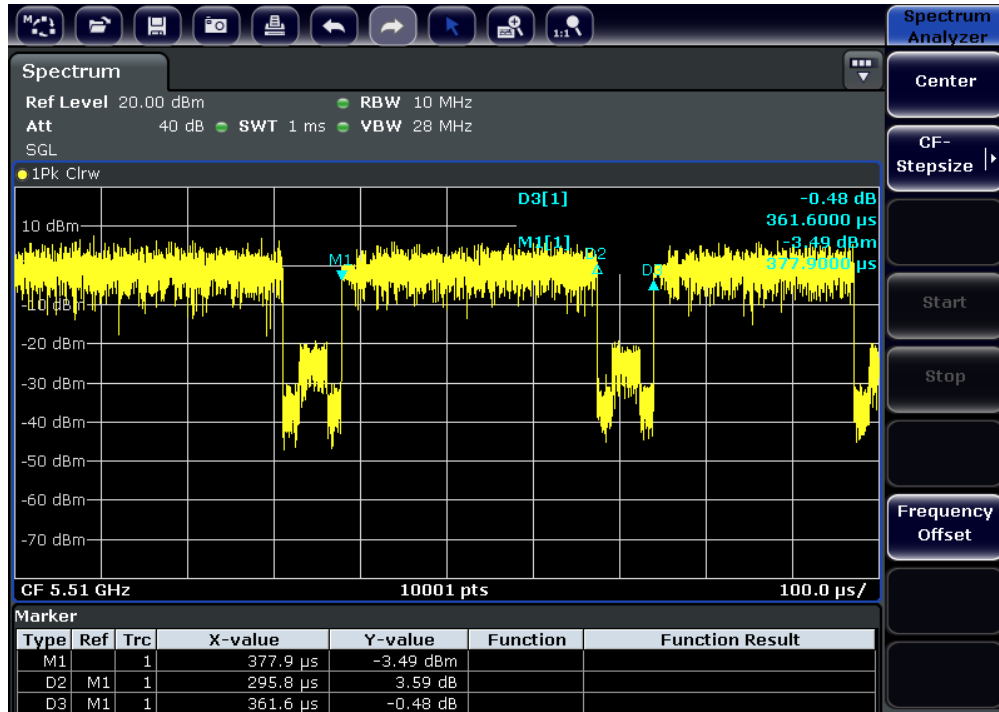 Spectrum
Analyzer
1:1
Spectrum
Center
Ref Level 20.00 dBm RBW 10 MHz
Att 40 dB SWT 1 ms VBW 28 MHz
SGL
CF-
Stepsize
1Pk Clrw
D3[1] -0.48 dB
361.6000 µs
10 dBm
M1[1] -3.49 dBm
377.9000 µs
M1
D2
D3
-10 dBm
Start
-20 dBm
-30 dBm
Stop
-40 dBm
-50 dBm
-60 dBm
Frequency
Offset
-70 dBm
CF 5.51 GHz 10001 pts 100.0 µs/
Marker
Type Ref Trc X-value Y-value Function Function Result
M1 1 377.9 µs -3.49 dBm
D2 M1 1 295.8 µs 3.59 dB
D3 M1 1 361.6 µs -0.48 dB